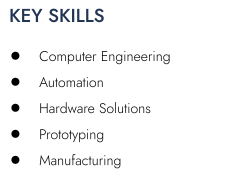 KEY SKILLS
● Computer Engineering
● Automation
● Hardware Solutions
● Prototyping
● Manufacturing